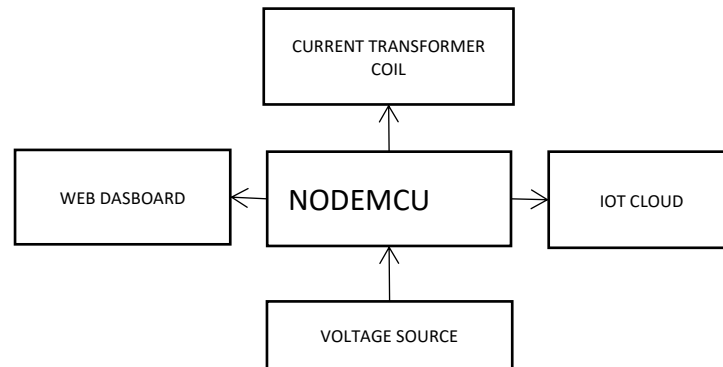 CURRENT TRANSFORMER
COIL
WEB DASBOARD
NODEMCU
IOT CLOUD
VOLTAGE SOURCE